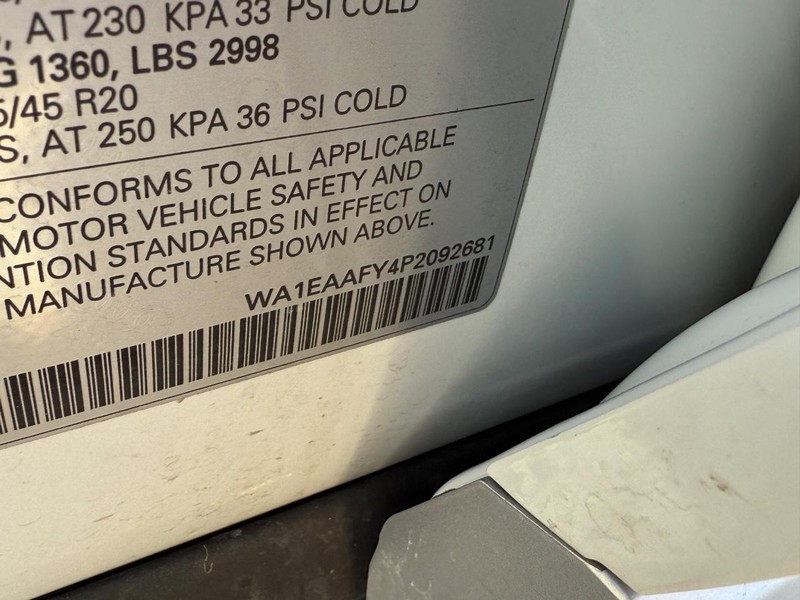 , AT 230 KPA 33 PSI COLD
G 1360, LBS 2998
5/45 R20
S, AT 250 KPA 36 PSI COLD
CONFORMS TO ALL APPLICABLE
MOTOR VEHICLE SAFETY AND
NTION STANDARDS IN EFFECT ON
MANUFACTURE SHOWN ABOVE.
WA1EAAFY4P2092681